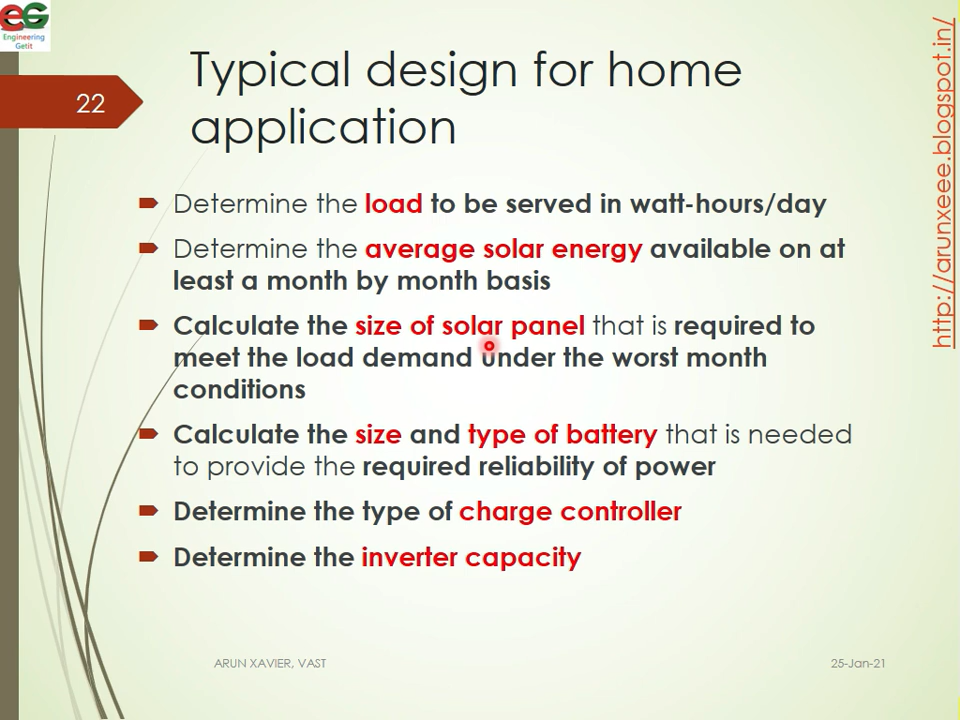 EG
Engineering
Getit
22
Typical design for home
application
http://arunxeee.blogspot.in/
Determine the load to be served in watt-hours/day
Determine the average solar energy available on at
least a month by month basis
Calculate the size of solar panel that is required to
meet the load demand under the worst month
conditions
Calculate the size and type of battery that is needed
to provide the required reliability of power
Determine the type of charge controller
Determine the inverter capacity
ARUN XAVIER, VAST
25-Jan-21